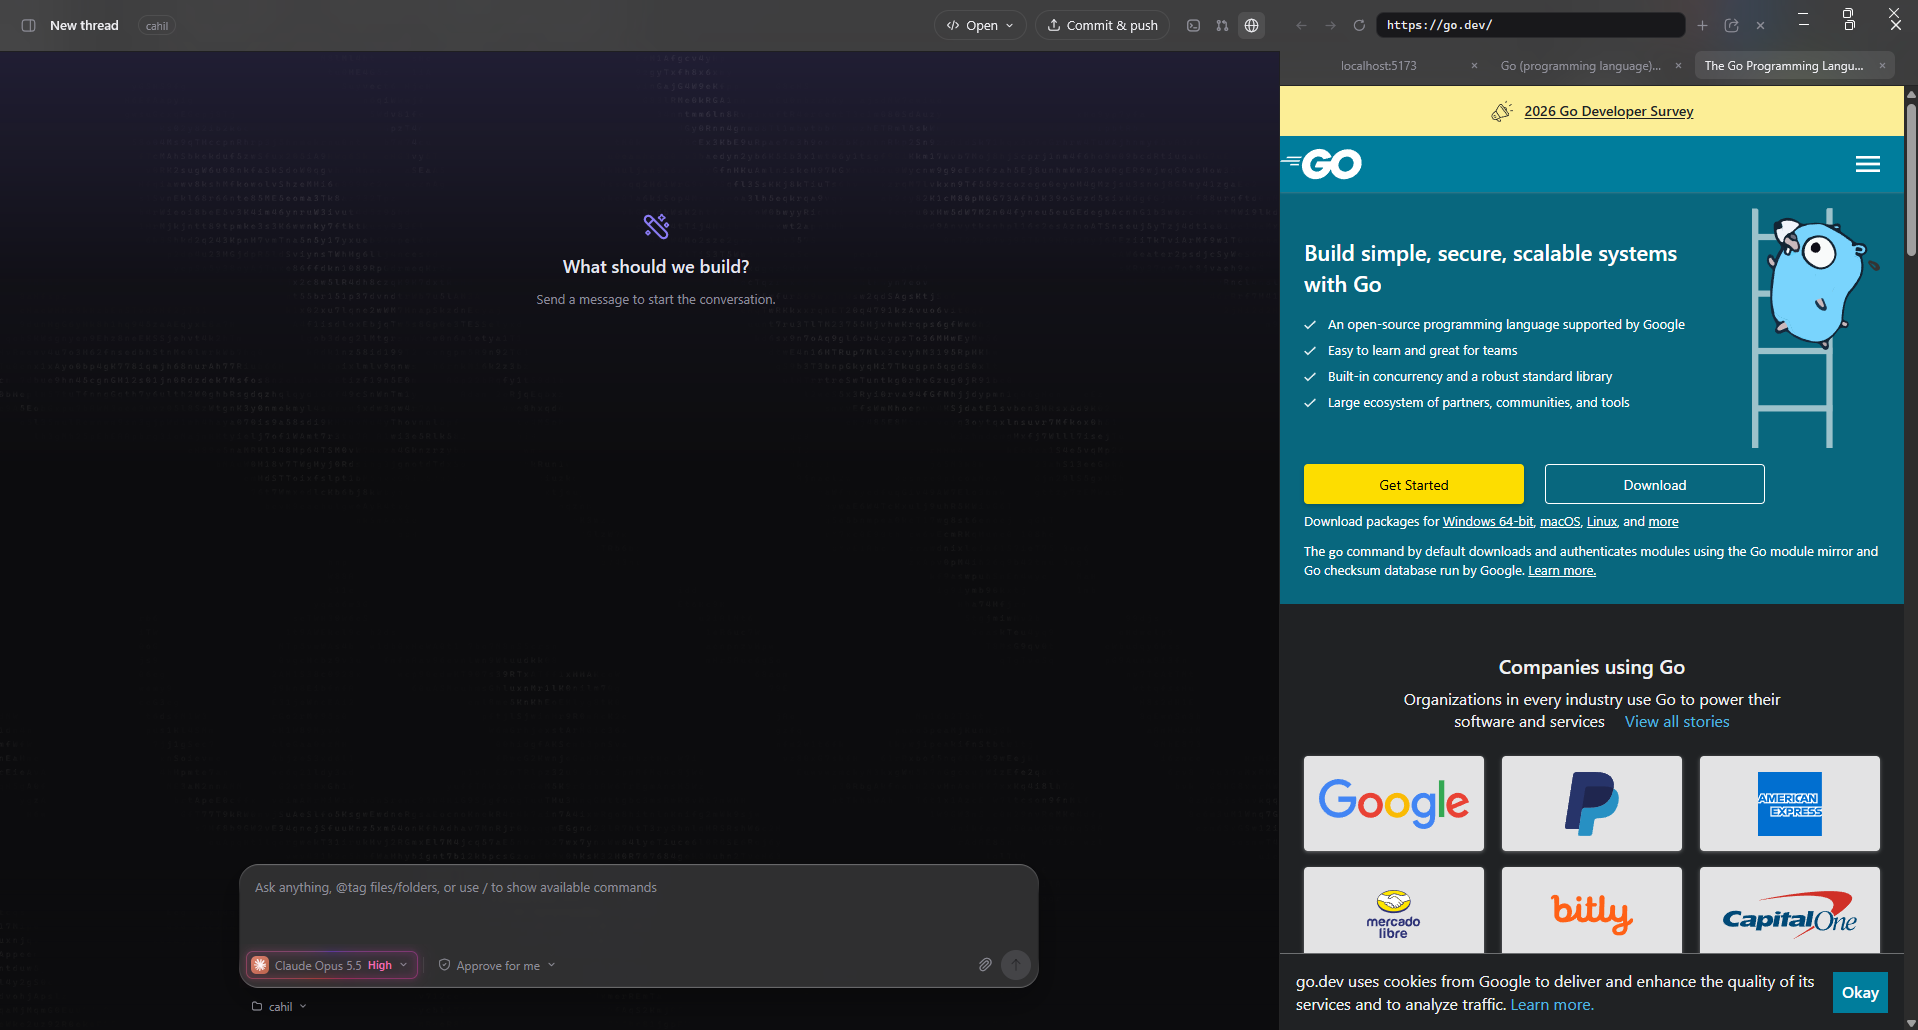 New thread
cahil
Open
Commit & push
https://go.dev/
localhost:5173
Go (programming language)...
The Go Programming Langu...
2026 Go Developer Survey
GO
Build simple, secure, scalable systems
with Go
An open-source programming language supported by Google
Easy to learn and great for teams
Built-in concurrency and a robust standard library
Large ecosystem of partners, communities, and tools
Get Started
Download
Download packages for Windows 64-bit, macOS, Linux, and more
The go command by default downloads and authenticates modules using the Go module mirror and
Go checksum database run by Google. Learn more.
Companies using Go
Organizations in every industry use Go to power their
software and services View all stories
Google
AMERICAN
EXPRESS
mercado
libre
bitly
CapitalOne
go.dev uses cookies from Google to deliver and enhance the quality of its
services and to analyze traffic. Learn more.
Okay
What should we build?
Send a message to start the conversation.
Ask anything, @tag files/folders, or use / to show available commands
Claude Opus 5.5 High
Approve for me
cahil